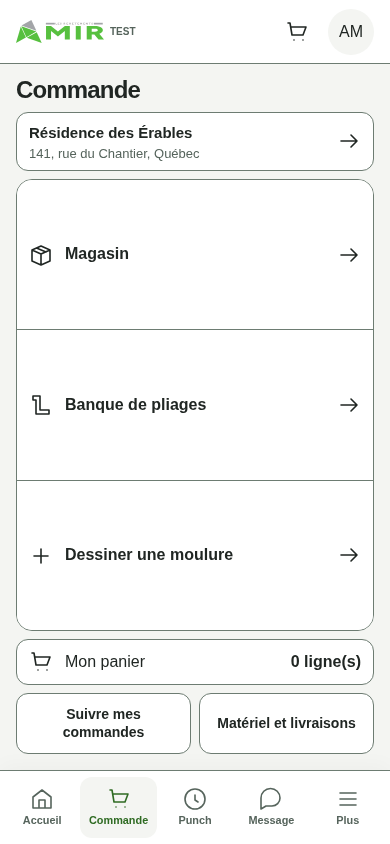 MIR TEST
AM
Commande
Résidence des Érables
141, rue du Chantier, Québec
Magasin
Banque de pliages
Dessiner une moulure
Mon panier 0 ligne(s)
Suivre mes
commandes
Matériel et livraisons
Accueil Commande Punch Message Plus